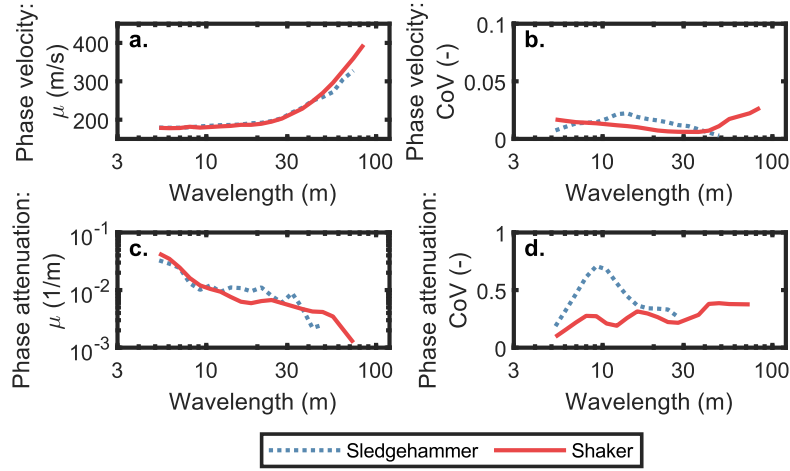 Phase velocity:
μ (m/s)
400
300
200
a.
3
10
30
100
Wavelength (m)
Phase velocity:
CoV (-)
0.1
0.05
0
b.
3
10
30
100
Wavelength (m)
Phase attenuation:
μ (1/m)
10⁻¹
10⁻²
10⁻³
c.
3
10
30
100
Wavelength (m)
Phase attenuation:
CoV (-)
1
0.5
0
d.
3
10
30
100
Wavelength (m)
Sledgehammer
Shaker